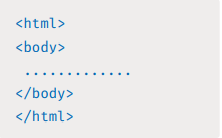 <html>
<body>
.............
</body>
</html>